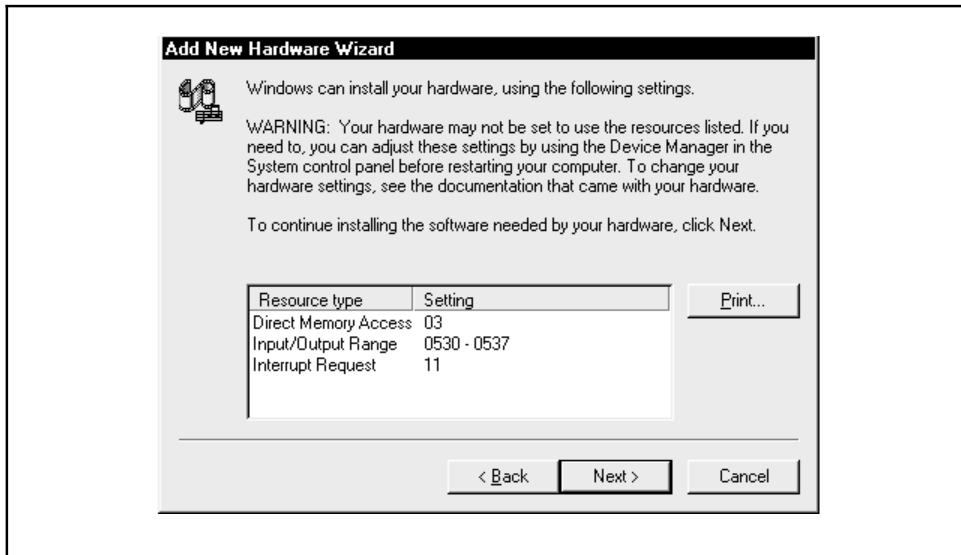 Add New Hardware Wizard
Windows can install your hardware, using the following settings.
WARNING: Your hardware may not be set to use the resources listed. If you
need to, you can adjust these settings by using the Device Manager in the
System control panel before restarting your computer. To change your
hardware settings, see the documentation that came with your hardware.
To continue installing the software needed by your hardware, click Next.
Resource type Setting
Direct Memory Access 03
Input/Output Range 0530 - 0537
Interrupt Request 11
Print...
< Back Next > Cancel